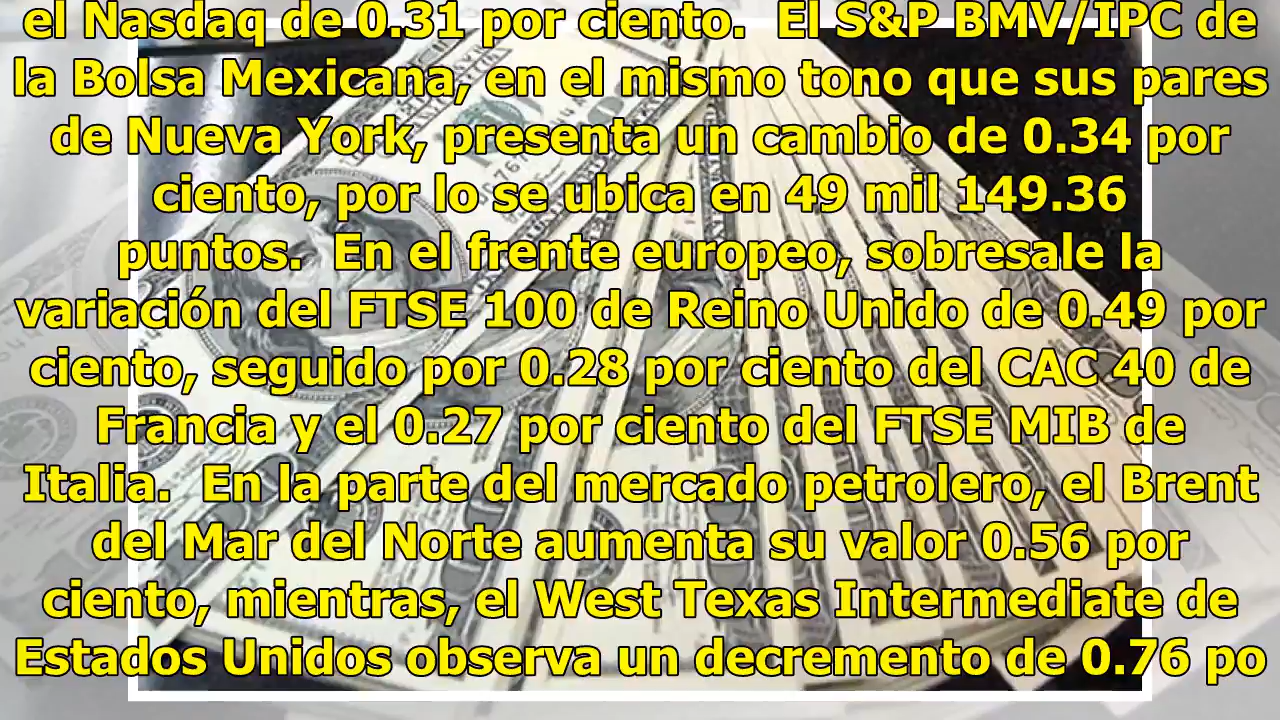 el Nasdaq de 0.31 por ciento.  El S&P BMV/IPC de
la Bolsa Mexicana, en el mismo tono que sus pares
de Nueva York, presenta un cambio de 0.34 por
ciento, por lo se ubica en 49 mil 149.36
puntos.  En el frente europeo, sobresale la
variación del FTSE 100 de Reino Unido de 0.49 por
ciento, seguido por 0.28 por ciento del CAC 40 de
Francia y el 0.27 por ciento del FTSE MIB de
Italia.  En la parte del mercado petrolero, el Brent
del Mar del Norte aumenta su valor 0.56 por
ciento, mientras, el West Texas Intermediate de
Estados Unidos observa un decremento de 0.76 po